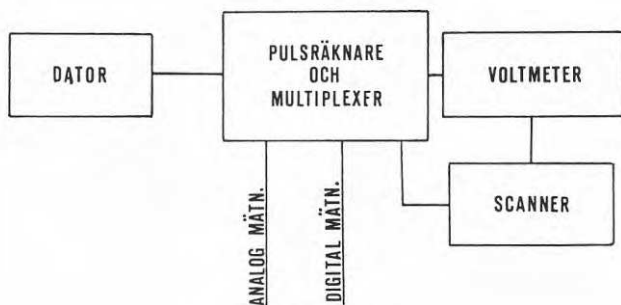 DATOR
PULSRÄKNARE
OCH
MULTIPLEXER
VOLTMETER
SCANNER
ANALOG MÄTN.
DIGITAL MÄTN.